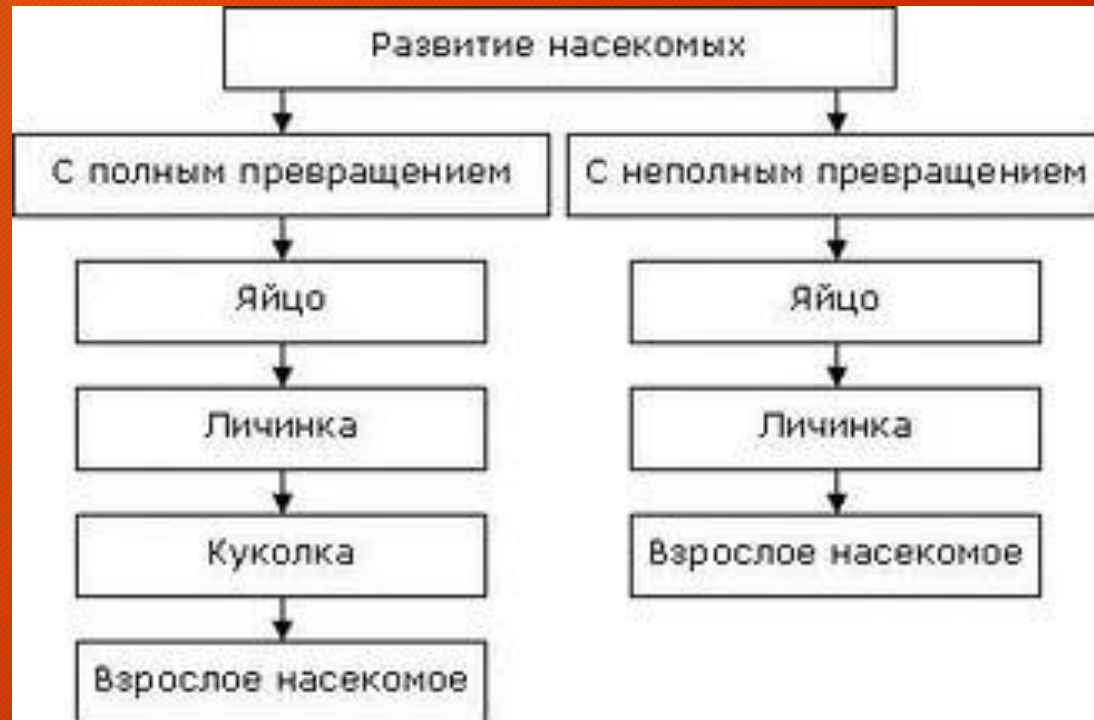 Развитие насекомых
С полным превращением
С неполным превращением
Яйцо
Яйцо
Личинка
Личинка
Куколка
Взрослое насекомое
Взрослое насекомое